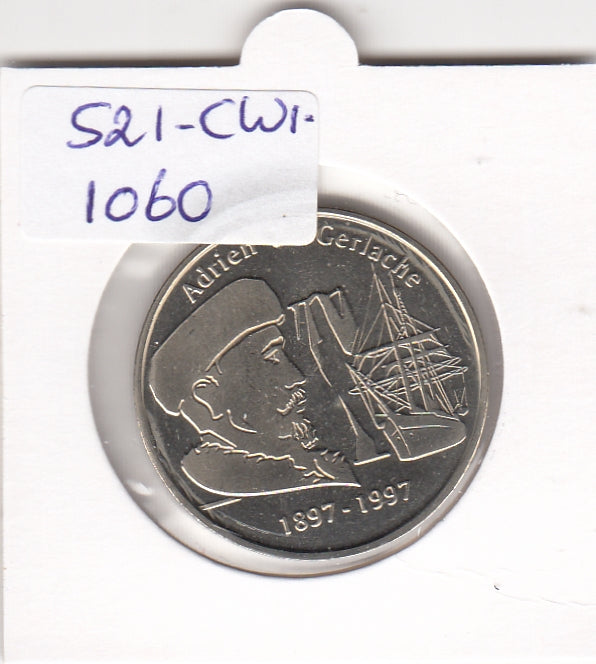 S21-CW1-
1060
Adrien Gerlache
1897-1997